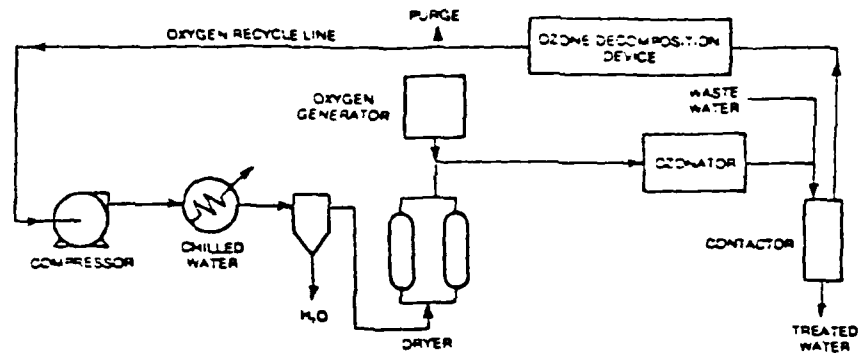 PURGE
OXYGEN RECYCLE LINE
OZONE DECOMPOSITION
DEVICE
OXYGEN
GENERATOR
WASTE
WATER
OZONATOR
CONTACTOR
COMPRESSOR
CHILLED
WATER
H₂O
DRYER
TREATED
WATER